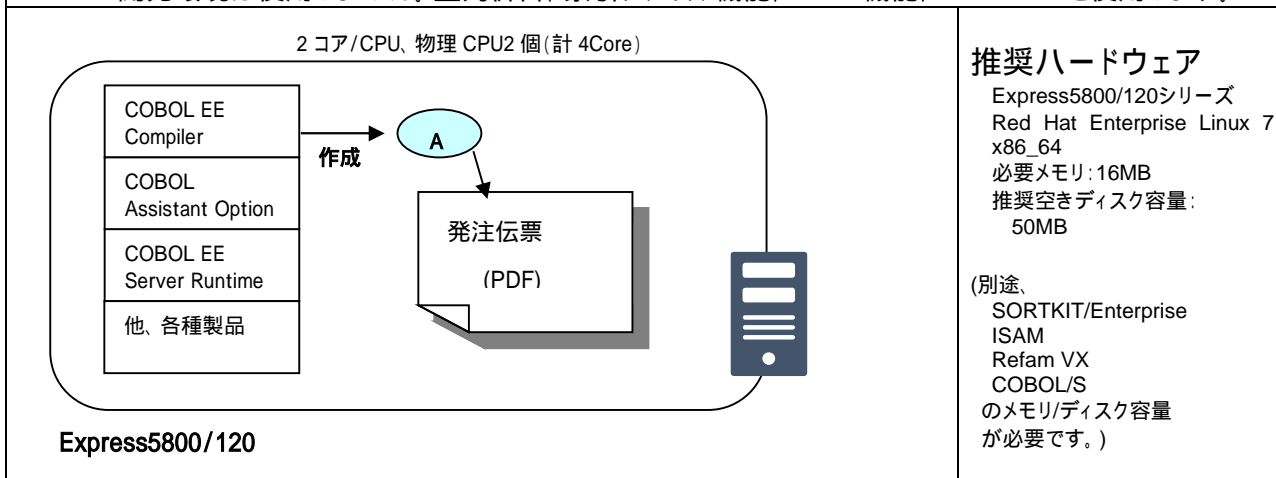 2 コア/CPU、物理 CPU2 個(計 4Core)
COBOL EE
Compiler
COBOL
Assistant Option
COBOL EE
Server Runtime
他、各種製品
作成
A
発注伝票
(PDF)
Express5800/120
推奨ハードウェア
Express5800/120シリーズ
Red Hat Enterprise Linux 7
x86_64
必要メモリ:16MB
推奨空きディスク容量:
50MB
(別途、
SORTKIT/Enterprise
ISAM
Refam VX
COBOL/S
のメモリ/ディスク容量
が必要です。)